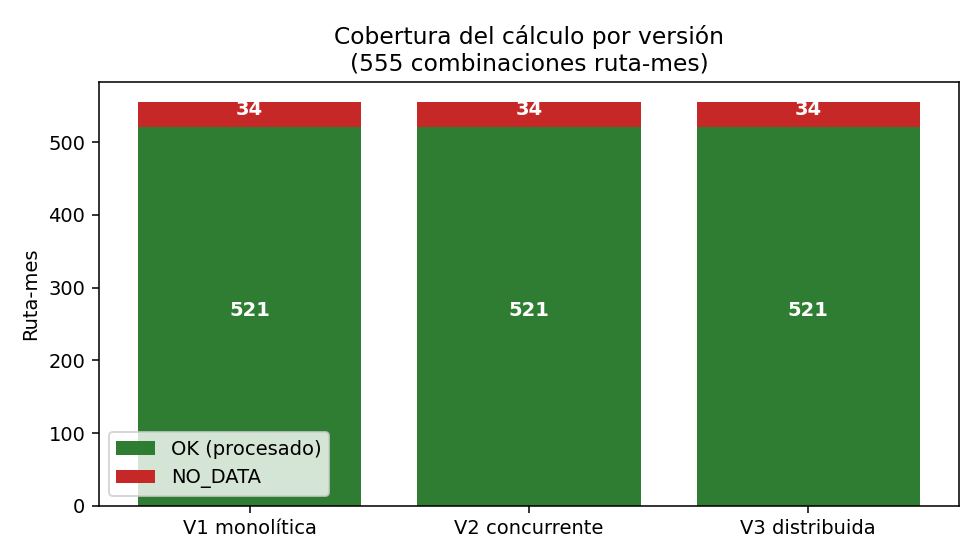 Cobertura del cálculo por versión
(555 combinaciones ruta-mes)
Ruta-mes
500
400
300
200
100
0
34
34
34
521
521
521
OK (procesado)
NO_DATA
V1 monolítica
V2 concurrente
V3 distribuida